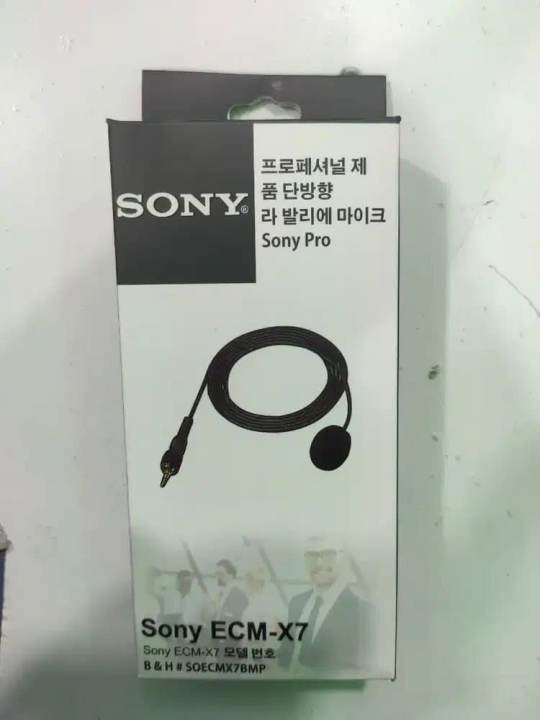 SONY®
프로페셔널 제
품 단방향
라 발리에 마이크
Sony Pro
Sony ECM-X7
Sony ECM-X7 모델 번호
B & H # SOECMX7BMP